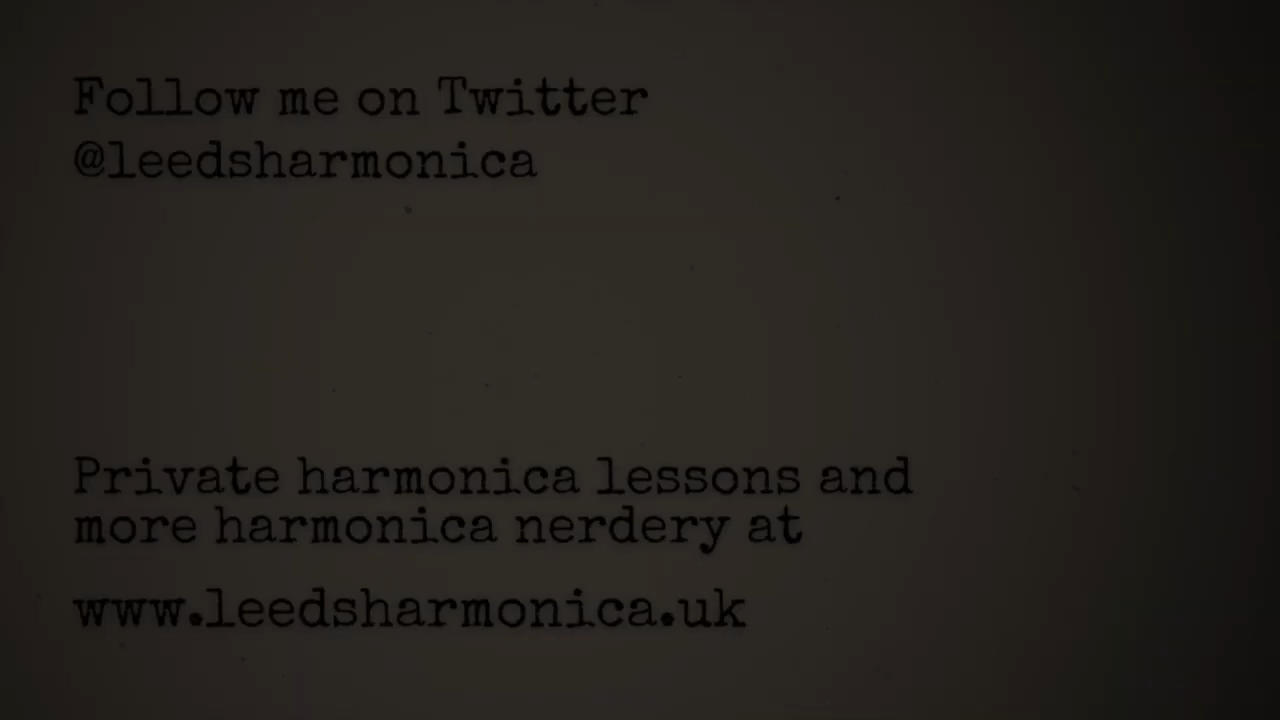 Follow me on Twitter
@leedsharmonica
Private harmonica lessons and
more harmonica nerdery at
www.leedsharmonica.uk